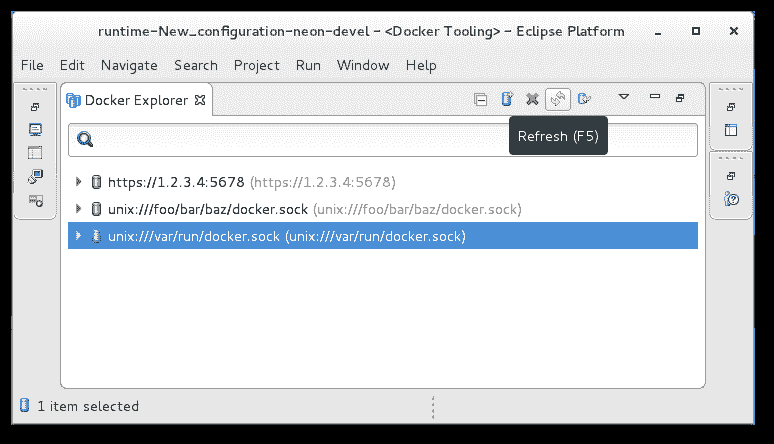 runtime-New_configuration-neon-devel - <Docker Tooling> - Eclipse Platform
File Edit Navigate Search Project Run Window Help
Docker Explorer
Refresh (F5)
https://1.2.3.4:5678 (https://1.2.3.4:5678)
unix:///foo/bar/baz/docker.sock (unix:///foo/bar/baz/docker.sock)
unix:///var/run/docker.sock (unix:///var/run/docker.sock)
1 item selected